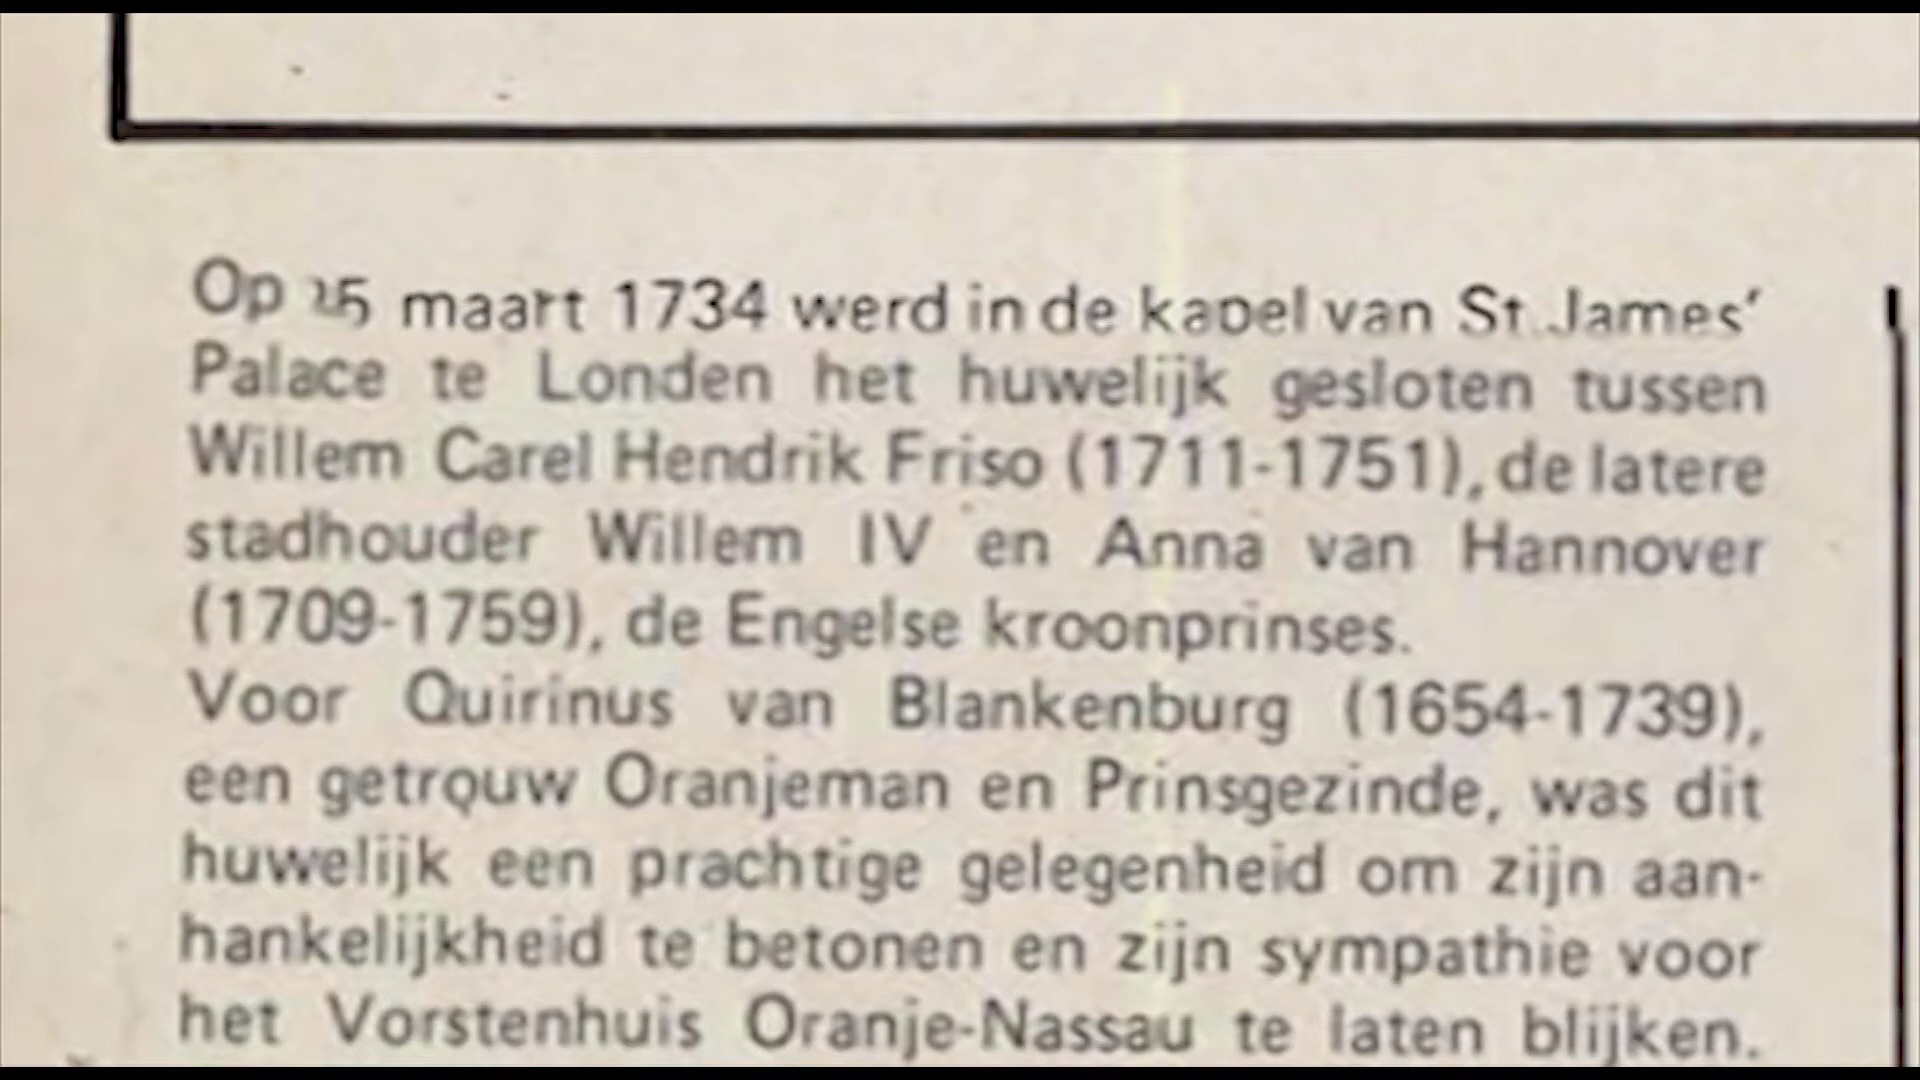 Op 25 maart 1734 werd in de kapel van St. James'
Palace te Londen het huwelijk gesloten tussen
Willem Carel Hendrik Friso (1711-1751), de latere
stadhouder Willem IV en Anna van Hannover
(1709-1759), de Engelse kroonprinses.
Voor Quirinus van Blankenburg (1654-1739),
een getrouw Oranjeman en Prinsgezinde, was dit
huwelijk een prachtige gelegenheid om zijn aan-
hankelijkheid te betonen en zijn sympathie voor
het Vorstenhuis Oranje-Nassau te laten blijken.